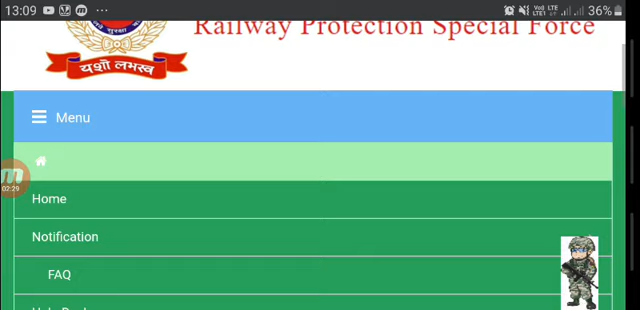 13:09 36%
Railway Protection Special Force
यशो लभस्व
Menu
02:29
Home
Notification
FAQ